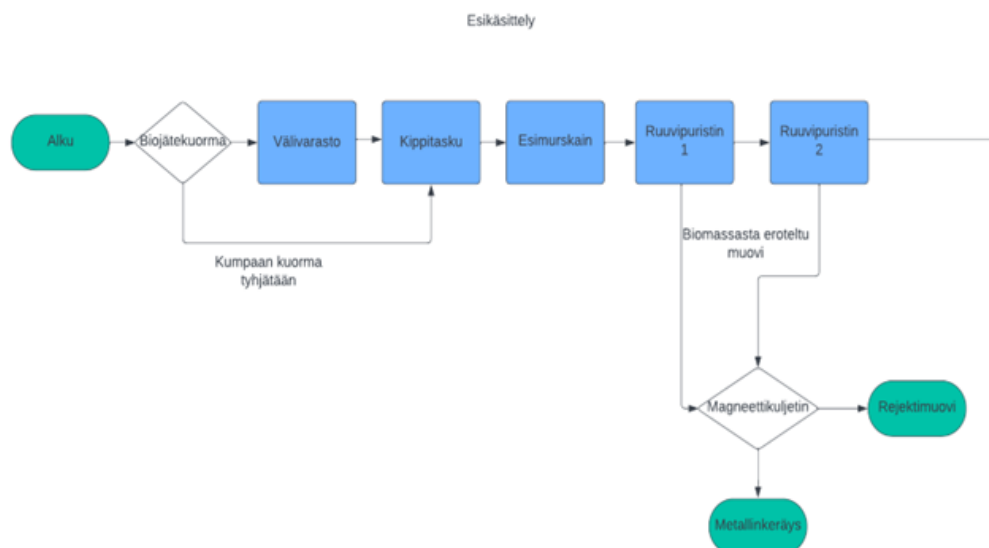 Esikäsittely
Alku
Biojätekuorma
Välivarasto
Kippitasku
Esimurskain
Ruuvipuristin
1
Ruuvipuristin
2
Kumpaan kuorma
tyhjätään
Biomassasta eroteltu
muovi
Magneettikuljetin
Rejektimuovi
Metallinkeräys